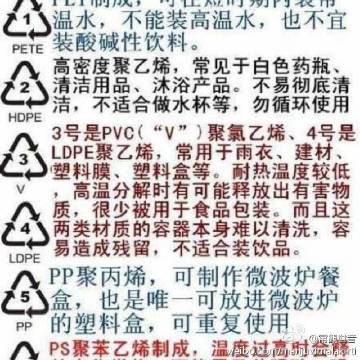 1
PETE
温水，不能装高温水、也不宜
装酸碱性饮料。
2
HDPE
高密度聚乙烯，常见于白色药瓶、
清洁用品、沐浴产品。不易彻底清
洁，不适合做水杯等，勿循环使用
3
V
4
LDPE
3号是PVC(“V”)聚氯乙烯、4号是
LDPE聚乙烯，常用于雨衣、建材、
塑料膜、塑料盒等。耐热温度较低
，高温分解时有可能释放出有害物
质，很少被用于食品包装。而且这
两类材质的容器本身难以清洗，容
易造成残留，不适合装饮品。
5
PP
PP聚丙烯，可制作微波炉餐
盒，也是唯一可放进微波炉
的塑料盒，可重复使用
PS聚苯乙烯制成，温度过高时会释